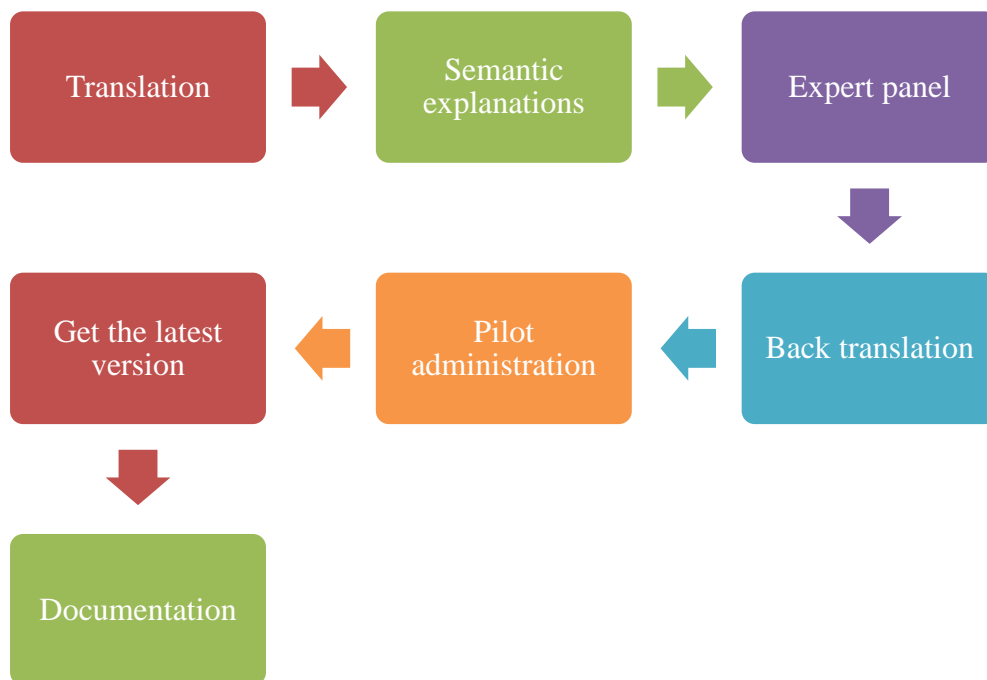 Translation
Semantic
explanations
Expert panel
Back translation
Pilot
administration
Get the latest
version
Documentation